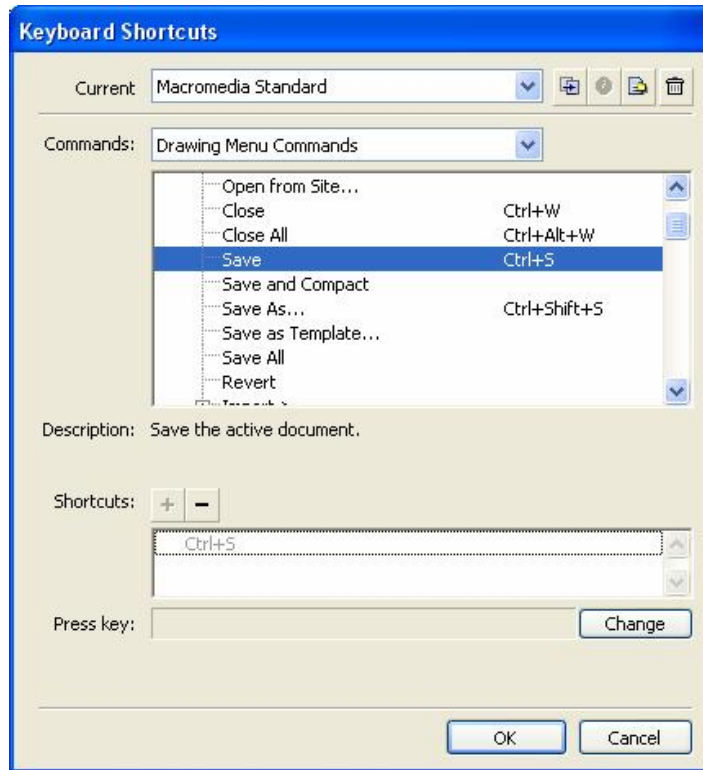 Keyboard Shortcuts
Current Macromedia Standard
Commands: Drawing Menu Commands
Open from Site...
Close Ctrl+W
Close All Ctrl+Alt+W
Save Ctrl+S
Save and Compact
Save As... Ctrl+Shift+S
Save as Template...
Save All
Revert
Description: Save the active document.
Shortcuts: + −
Ctrl+S
Press key: Change
OK Cancel